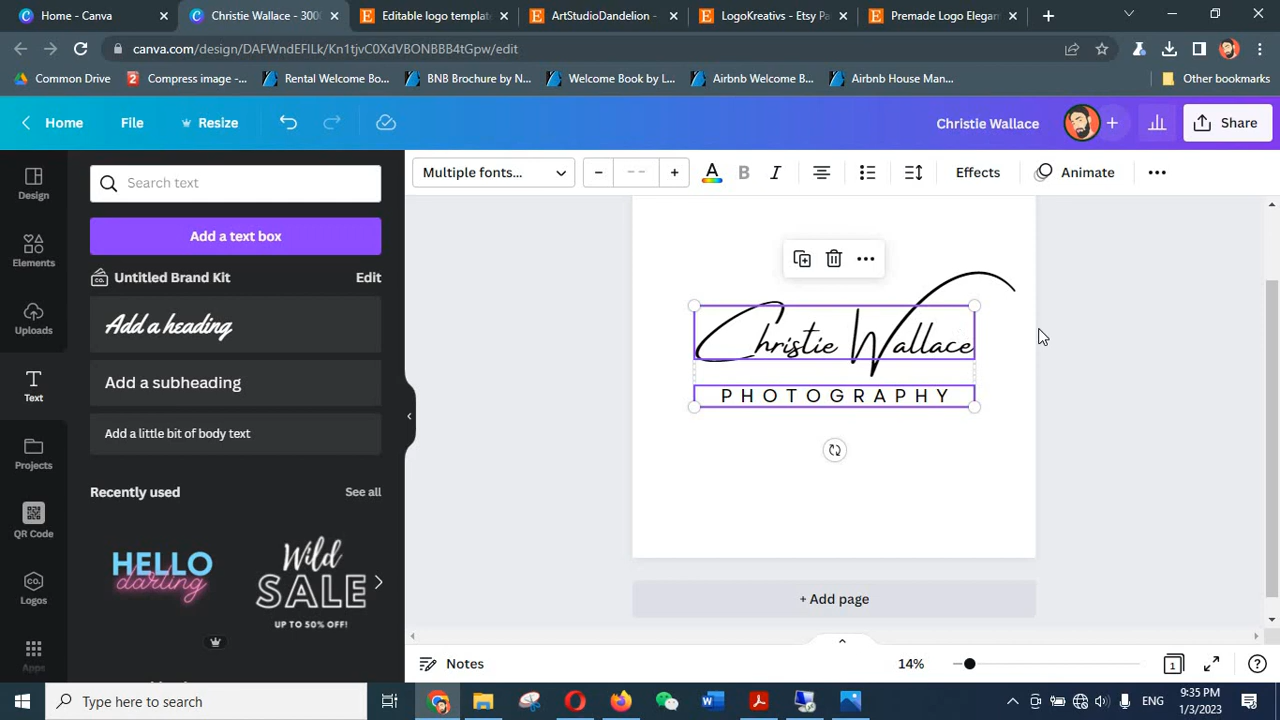 Home - Canva
Christie Wallace - 300
Editable logo templat
ArtStudioDandelion -
LogoKreativs - Etsy Pa
Premade Logo Elegan
canva.com/design/DAFWndEFILk/Kn1tjvC0XdVBONBBB4tGpw/edit
Common Drive
Compress image -...
Rental Welcome Bo...
BNB Brochure by N...
Welcome Book by L...
Airbnb Welcome B...
Airbnb House Man...
Other bookmarks
Home
File
Resize
Christie Wallace
Share
Design
Elements
Uploads
Text
Projects
QR Code
Logos
Apps
Search text
Add a text box
Untitled Brand Kit
Edit
Add a heading
Add a subheading
Add a little bit of body text
Recently used
See all
HELLO
darling
Wild
SALE
UP TO 50% OFF!
Multiple fonts...
- -
A
B
I
Effects
Animate
Christie Wallace
PHOTOGRAPHY
+ Add page
Notes
14%
1
Type here to search
ENG
9:35 PM
1/3/2023